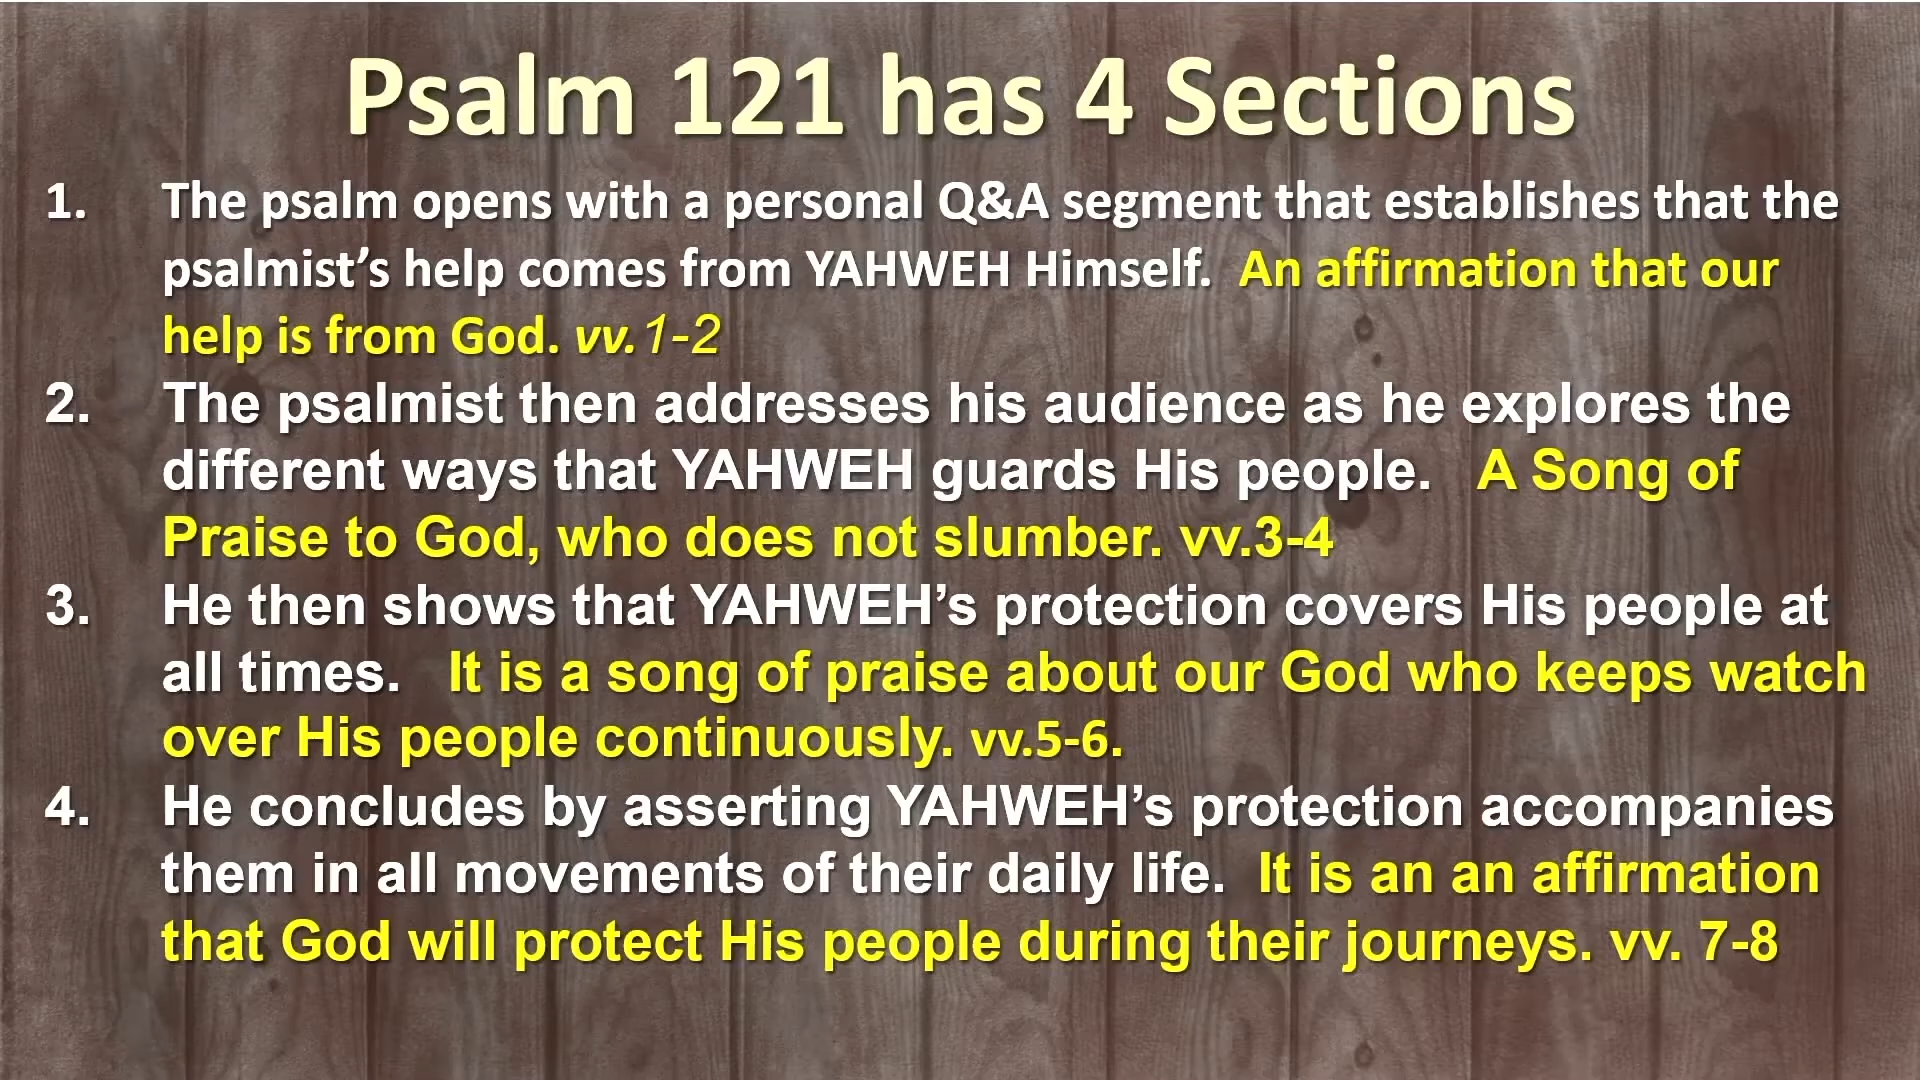 Psalm 121 has 4 Sections
1. The psalm opens with a personal Q&A segment that establishes that the
psalmist’s help comes from YAHWEH Himself. An affirmation that our
help is from God. vv.1-2
2. The psalmist then addresses his audience as he explores the
different ways that YAHWEH guards His people. A Song of
Praise to God, who does not slumber. vv.3-4
3. He then shows that YAHWEH’s protection covers His people at
all times. It is a song of praise about our God who keeps watch
over His people continuously. vv.5-6.
4. He concludes by asserting YAHWEH’s protection accompanies
them in all movements of their daily life. It is an an affirmation
that God will protect His people during their journeys. vv. 7-8